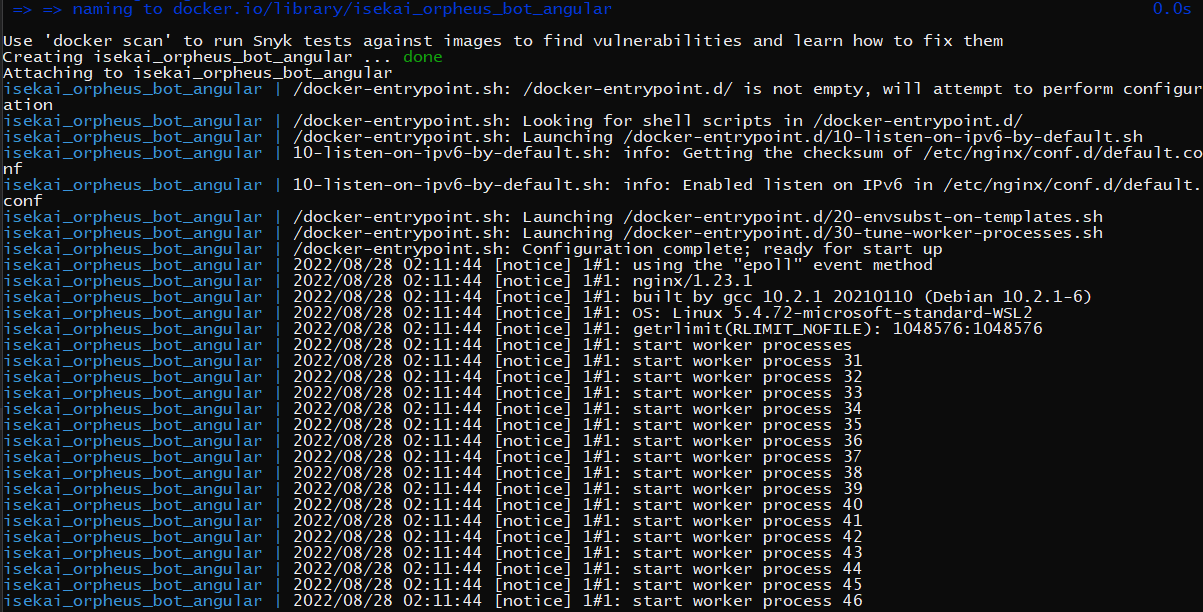 => => naming to docker.io/library/isekai_orpheus_bot_angular 0.0s
Use 'docker scan' to run Snyk tests against images to find vulnerabilities and learn how to fix them
Creating isekai_orpheus_bot_angular ... done
Attaching to isekai_orpheus_bot_angular
isekai_orpheus_bot_angular | /docker-entrypoint.sh: /docker-entrypoint.d/ is not empty, will attempt to perform configur
ation
isekai_orpheus_bot_angular | /docker-entrypoint.sh: Looking for shell scripts in /docker-entrypoint.d/
isekai_orpheus_bot_angular | /docker-entrypoint.sh: Launching /docker-entrypoint.d/10-listen-on-ipv6-by-default.sh
isekai_orpheus_bot_angular | 10-listen-on-ipv6-by-default.sh: info: Getting the checksum of /etc/nginx/conf.d/default.co
nf
isekai_orpheus_bot_angular | 10-listen-on-ipv6-by-default.sh: info: Enabled listen on IPv6 in /etc/nginx/conf.d/default.
conf
isekai_orpheus_bot_angular | /docker-entrypoint.sh: Launching /docker-entrypoint.d/20-envsubst-on-templates.sh
isekai_orpheus_bot_angular | /docker-entrypoint.sh: Launching /docker-entrypoint.d/30-tune-worker-processes.sh
isekai_orpheus_bot_angular | /docker-entrypoint.sh: Configuration complete; ready for start up
isekai_orpheus_bot_angular | 2022/08/28 02:11:44 [notice] 1#1: using the "epoll" event method
isekai_orpheus_bot_angular | 2022/08/28 02:11:44 [notice] 1#1: nginx/1.23.1
isekai_orpheus_bot_angular | 2022/08/28 02:11:44 [notice] 1#1: built by gcc 10.2.1 20210110 (Debian 10.2.1-6)
isekai_orpheus_bot_angular | 2022/08/28 02:11:44 [notice] 1#1: OS: Linux 5.4.72-microsoft-standard-WSL2
isekai_orpheus_bot_angular | 2022/08/28 02:11:44 [notice] 1#1: getrlimit(RLIMIT_NOFILE): 1048576:1048576
isekai_orpheus_bot_angular | 2022/08/28 02:11:44 [notice] 1#1: start worker processes
isekai_orpheus_bot_angular | 2022/08/28 02:11:44 [notice] 1#1: start worker process 31
isekai_orpheus_bot_angular | 2022/08/28 02:11:44 [notice] 1#1: start worker process 32
isekai_orpheus_bot_angular | 2022/08/28 02:11:44 [notice] 1#1: start worker process 33
isekai_orpheus_bot_angular | 2022/08/28 02:11:44 [notice] 1#1: start worker process 34
isekai_orpheus_bot_angular | 2022/08/28 02:11:44 [notice] 1#1: start worker process 35
isekai_orpheus_bot_angular | 2022/08/28 02:11:44 [notice] 1#1: start worker process 36
isekai_orpheus_bot_angular | 2022/08/28 02:11:44 [notice] 1#1: start worker process 37
isekai_orpheus_bot_angular | 2022/08/28 02:11:44 [notice] 1#1: start worker process 38
isekai_orpheus_bot_angular | 2022/08/28 02:11:44 [notice] 1#1: start worker process 39
isekai_orpheus_bot_angular | 2022/08/28 02:11:44 [notice] 1#1: start worker process 40
isekai_orpheus_bot_angular | 2022/08/28 02:11:44 [notice] 1#1: start worker process 41
isekai_orpheus_bot_angular | 2022/08/28 02:11:44 [notice] 1#1: start worker process 42
isekai_orpheus_bot_angular | 2022/08/28 02:11:44 [notice] 1#1: start worker process 43
isekai_orpheus_bot_angular | 2022/08/28 02:11:44 [notice] 1#1: start worker process 44
isekai_orpheus_bot_angular | 2022/08/28 02:11:44 [notice] 1#1: start worker process 45
isekai_orpheus_bot_angular | 2022/08/28 02:11:44 [notice] 1#1: start worker process 46